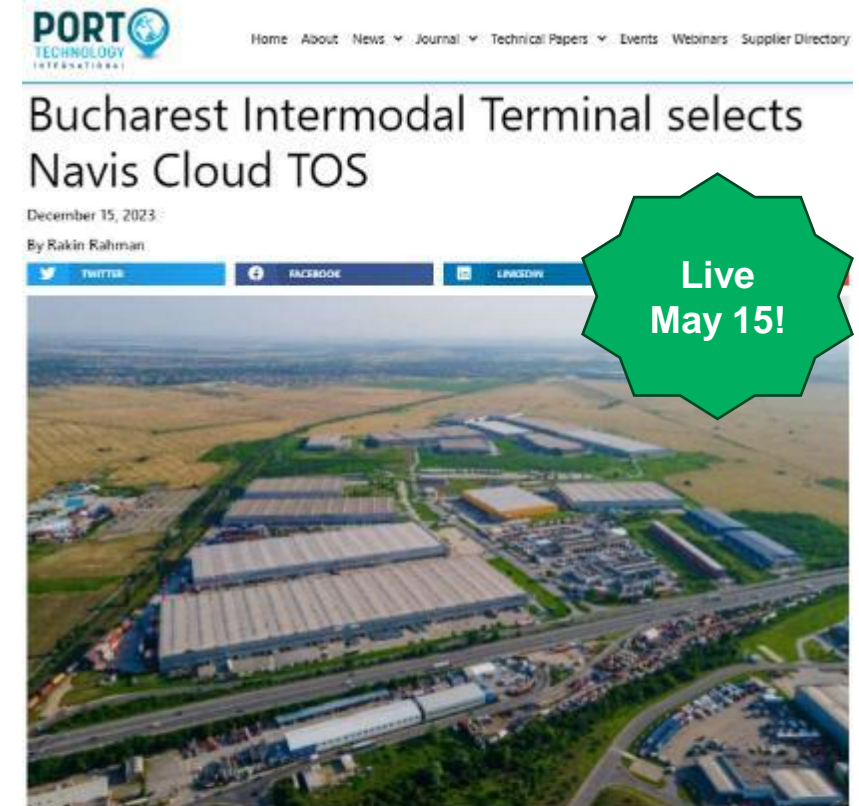 PORT
TECHNOLOGY
INTERNATIONAL
Home About News Journal Technical Papers Events Webinars Supplier Directory
Bucharest Intermodal Terminal selects
Navis Cloud TOS
December 15, 2023
By Rakin Rahman
TWITTER FACEBOOK LINKEDIN
Live
May 15!